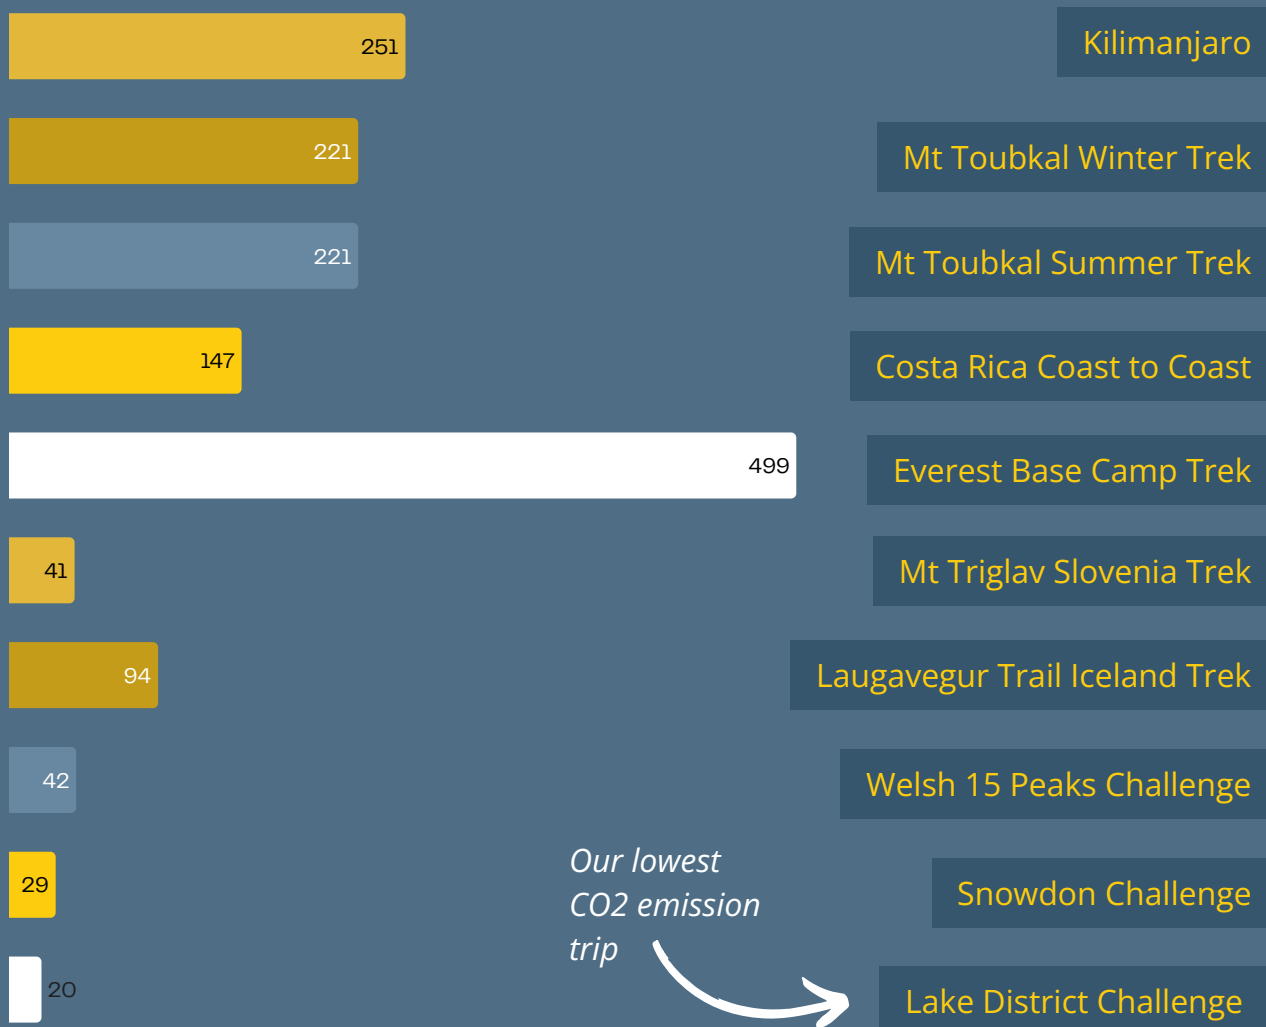 251 Kilimanjaro
221 Mt Toubkal Winter Trek
221 Mt Toubkal Summer Trek
147 Costa Rica Coast to Coast
499 Everest Base Camp Trek
41 Mt Triglav Slovenia Trek
94 Laugavegur Trail Iceland Trek
42 Welsh 15 Peaks Challenge
29 Snowdon Challenge
Our lowest
CO2 emission
trip
20 Lake District Challenge